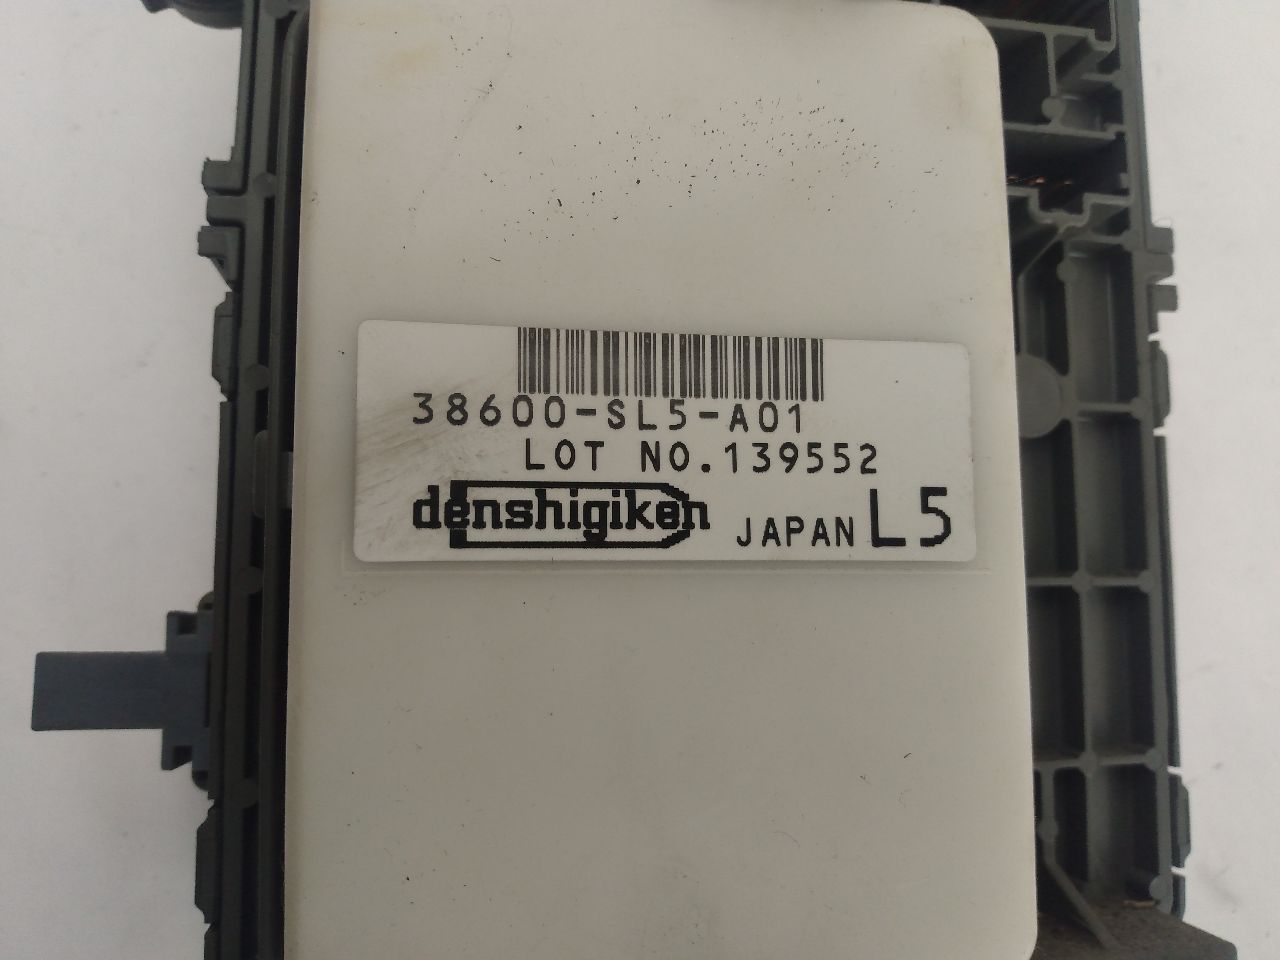 38600-SL5-A01
LOT NO.139552
denshigiken JAPAN L5